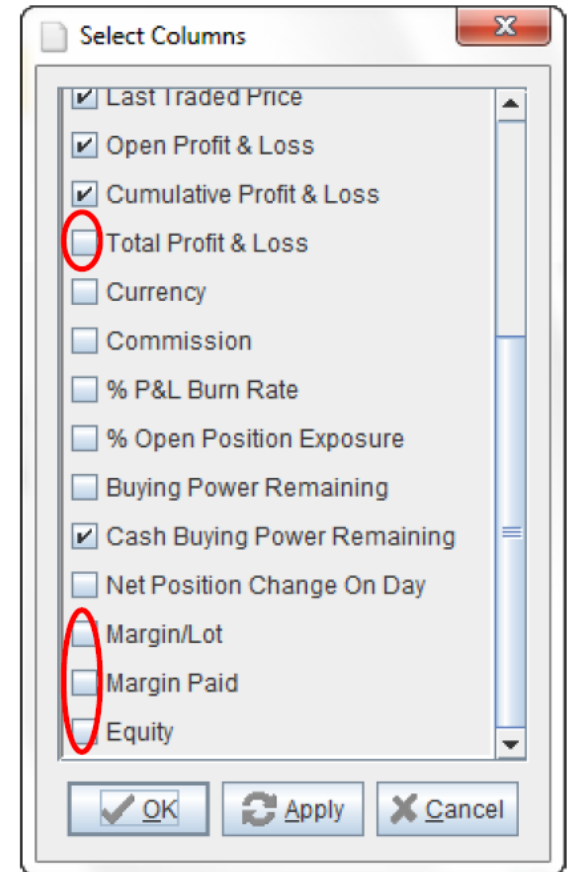 Select Columns
Last Traded Price
Open Profit & Loss
Cumulative Profit & Loss
Total Profit & Loss
Currency
Commission
% P&L Burn Rate
% Open Position Exposure
Buying Power Remaining
Cash Buying Power Remaining
Net Position Change On Day
Margin/Lot
Margin Paid
Equity
OK Apply Cancel